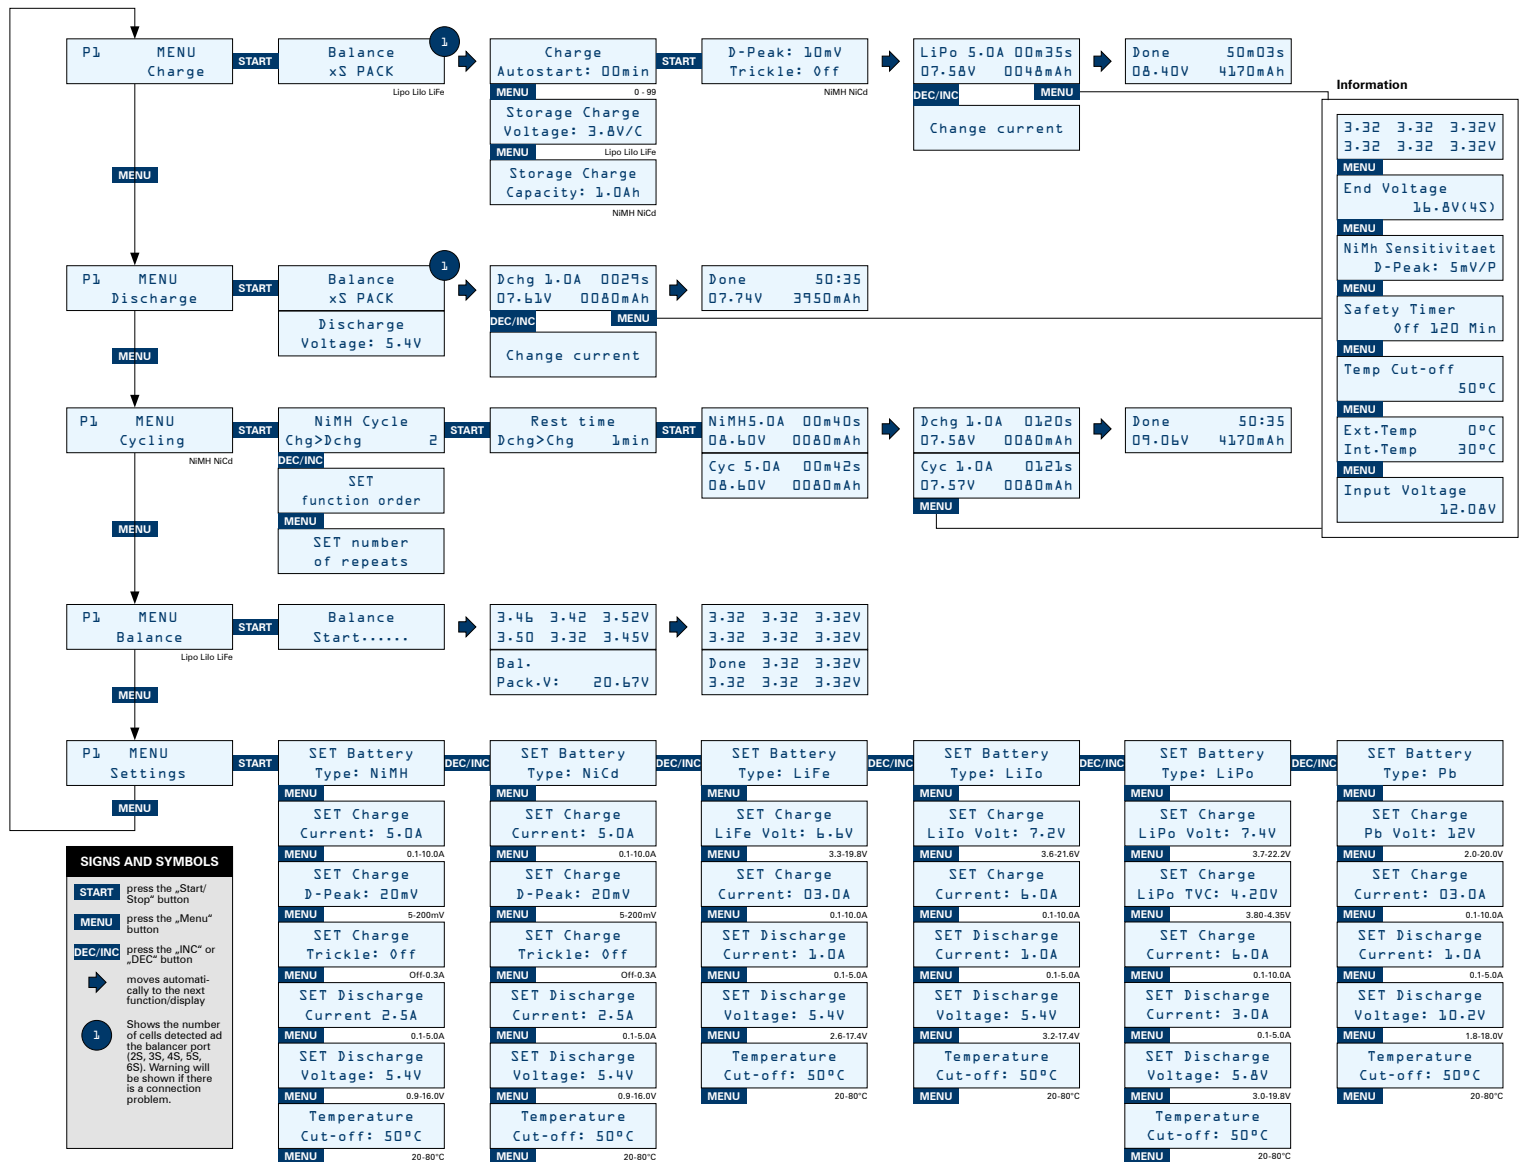 P1 MENU
Charge
START
Balance
xS PACK
1
Lipo LiIo LiFe
Charge
Autostart: 00min
MENU
0 - 99
Storage Charge
Voltage: 3.8V/C
MENU
Lipo LiIo LiFe
Storage Charge
Capacity: 1.0Ah
NiMH NiCd
START
D-Peak: 10mV
Trickle: Off
NiMH NiCd
LiPo 5.0A 00m35s
07.58V 0048mAh
DEC/INC
MENU
Change current
Done 50m03s
08.40V 4170mAh
Information
3.32 3.32 3.32V
3.32 3.32 3.32V
MENU
End Voltage
16.8V(4S)
MENU
NiMh Sensitivitaet
D-Peak: 5mV/P
MENU
Safety Timer
Off 120 Min
MENU
Temp Cut-off
50°C
MENU
Ext.Temp 0°C
Int.Temp 30°C
MENU
Input Voltage
12.08V
MENU
P1 MENU
Discharge
START
Balance
xS PACK
1
Discharge
Voltage: 5.4V
Dchg 1.0A 0029s
07.61V 0080mAh
DEC/INC
MENU
Change current
Done 50:35
07.74V 3950mAh
MENU
P1 MENU
Cycling
NiMH NiCd
START
NiMH Cycle
Chg>Dchg 2
DEC/INC
SET
function order
MENU
SET number
of repeats
START
Rest time
Dchg>Chg 1min
START
NiMH5.0A 00m40s
08.60V 0080mAh
Cyc 5.0A 00m42s
08.60V 0080mAh
Dchg 1.0A 0120s
07.58V 0080mAh
Cyc 1.0A 0121s
07.57V 0080mAh
MENU
Done 50:35
09.06V 4170mAh
MENU
P1 MENU
Balance
Lipo LiIo LiFe
START
Balance
Start......
3.46 3.42 3.52V
3.50 3.32 3.45V
Bal.
Pack.V: 20.67V
3.32 3.32 3.32V
3.32 3.32 3.32V
Done 3.32 3.32V
3.32 3.32 3.32V
MENU
P1 MENU
Settings
MENU
START
SET Battery
Type: NiMH
MENU
SET Charge
Current: 5.0A
MENU
0.1-10.0A
SET Charge
D-Peak: 20mV
MENU
5-200mV
SET Charge
Trickle: Off
MENU
Off-0.3A
SET Discharge
Current 2.5A
MENU
0.1-5.0A
SET Discharge
Voltage: 5.4V
MENU
0.9-16.0V
Temperature
Cut-off: 50°C
MENU
20-80°C
DEC/INC
SET Battery
Type: NiCd
MENU
SET Charge
Current: 5.0A
MENU
0.1-10.0A
SET Charge
D-Peak: 20mV
MENU
5-200mV
SET Charge
Trickle: Off
MENU
Off-0.3A
SET Discharge
Current: 2.5A
MENU
0.1-5.0A
SET Discharge
Voltage: 5.4V
MENU
0.9-16.0V
Temperature
Cut-off: 50°C
MENU
20-80°C
DEC/INC
SET Battery
Type: LiFe
MENU
SET Charge
LiFe Volt: 6.6V
MENU
3.3-19.8V
SET Charge
Current: 03.0A
MENU
0.1-10.0A
SET Discharge
Current: 1.0A
MENU
0.1-5.0A
SET Discharge
Voltage: 5.4V
MENU
2.6-17.4V
Temperature
Cut-off: 50°C
MENU
20-80°C
DEC/INC
SET Battery
Type: LiIo
MENU
SET Charge
LiIo Volt: 7.2V
MENU
3.6-21.6V
SET Charge
Current: 6.0A
MENU
0.1-10.0A
SET Discharge
Current: 1.0A
MENU
0.1-5.0A
SET Discharge
Voltage: 5.4V
MENU
3.2-17.4V
Temperature
Cut-off: 50°C
MENU
20-80°C
DEC/INC
SET Battery
Type: LiPo
MENU
SET Charge
LiPo Volt: 7.4V
MENU
3.7-22.2V
SET Charge
LiPo TVC: 4.20V
MENU
3.80-4.35V
SET Charge
Current: 6.0A
MENU
0.1-10.0A
SET Discharge
Current: 3.0A
MENU
0.1-5.0A
SET Discharge
Voltage: 5.8V
MENU
3.0-19.8V
Temperature
Cut-off: 50°C
MENU
20-80°C
DEC/INC
SET Battery
Type: Pb
MENU
SET Charge
Pb Volt: 12V
MENU
2.0-20.0V
SET Charge
Current: 03.0A
MENU
0.1-10.0A
SET Discharge
Current: 1.0A
MENU
0.1-5.0A
SET Discharge
Voltage: 10.2V
MENU
1.8-18.0V
Temperature
Cut-off: 50°C
MENU
20-80°C
SIGNS AND SYMBOLS
START
press the „Start/
Stop“ button
MENU
press the „Menu“
button
DEC/INC
press the „INC“ or
„DEC“ button
moves automati-
cally to the next
function/display
1
Shows the number
of cells detected ad
the balancer port
(2S, 3S, 4S, 5S,
6S). Warning will
be shown if there
is a connection
problem.